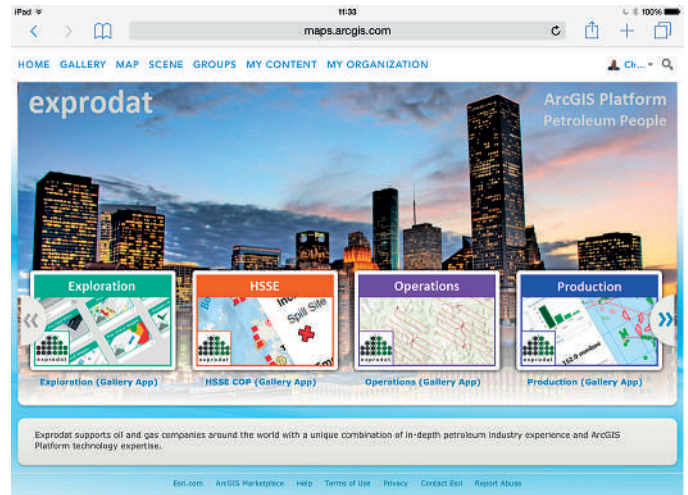 iPad
11:33
100%
maps.arcgis.com
HOME GALLERY MAP SCENE GROUPS MY CONTENT MY ORGANIZATION
Ch...
exprodat
ArcGIS Platform
Petroleum People
Exploration
HSSE
Operations
Production
Spill Site
152.0 mmboe
exprodat
exprodat
exprodat
exprodat
Exploration (Gallery App)
HSSE COP (Gallery App)
Operations (Gallery App)
Production (Gallery App)
Exprodat supports oil and gas companies around the world with a unique combination of in-depth petroleum industry experience and ArcGIS
Platform technology expertise.
Esri.com ArcGIS Marketplace Help Terms of Use Privacy Contact Esri Report Abuse